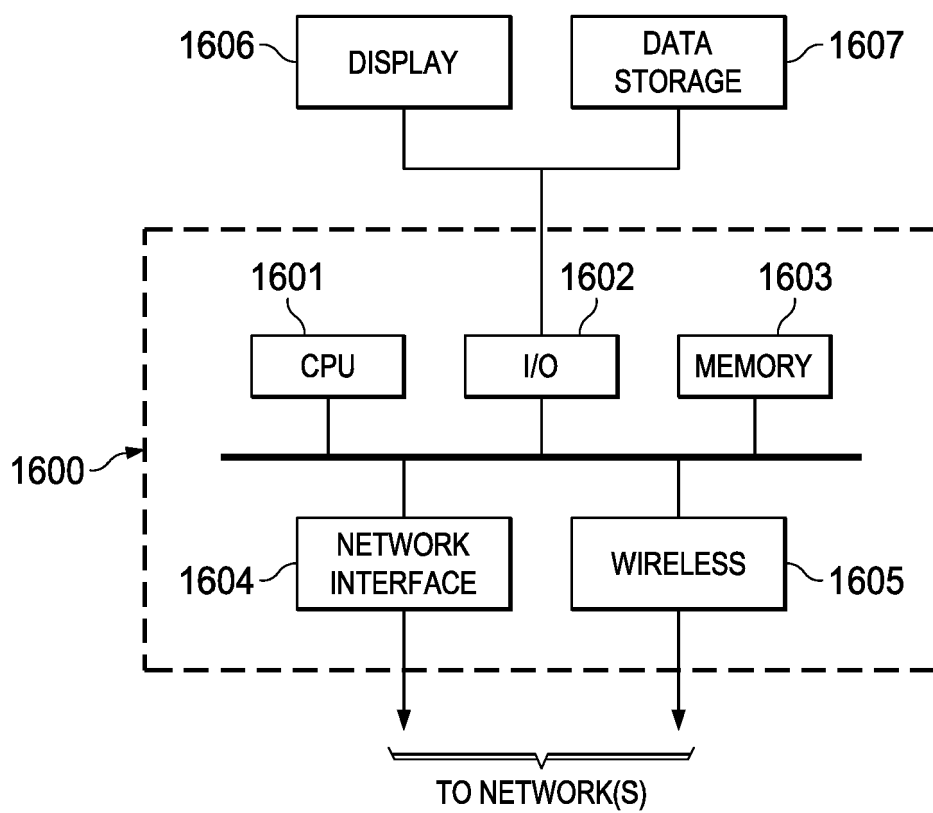 1606
DISPLAY
DATA
STORAGE
1607
1601
1602
1603
CPU
I/O
MEMORY
1600
NETWORK
INTERFACE
1604
WIRELESS
1605
TO NETWORK(S)